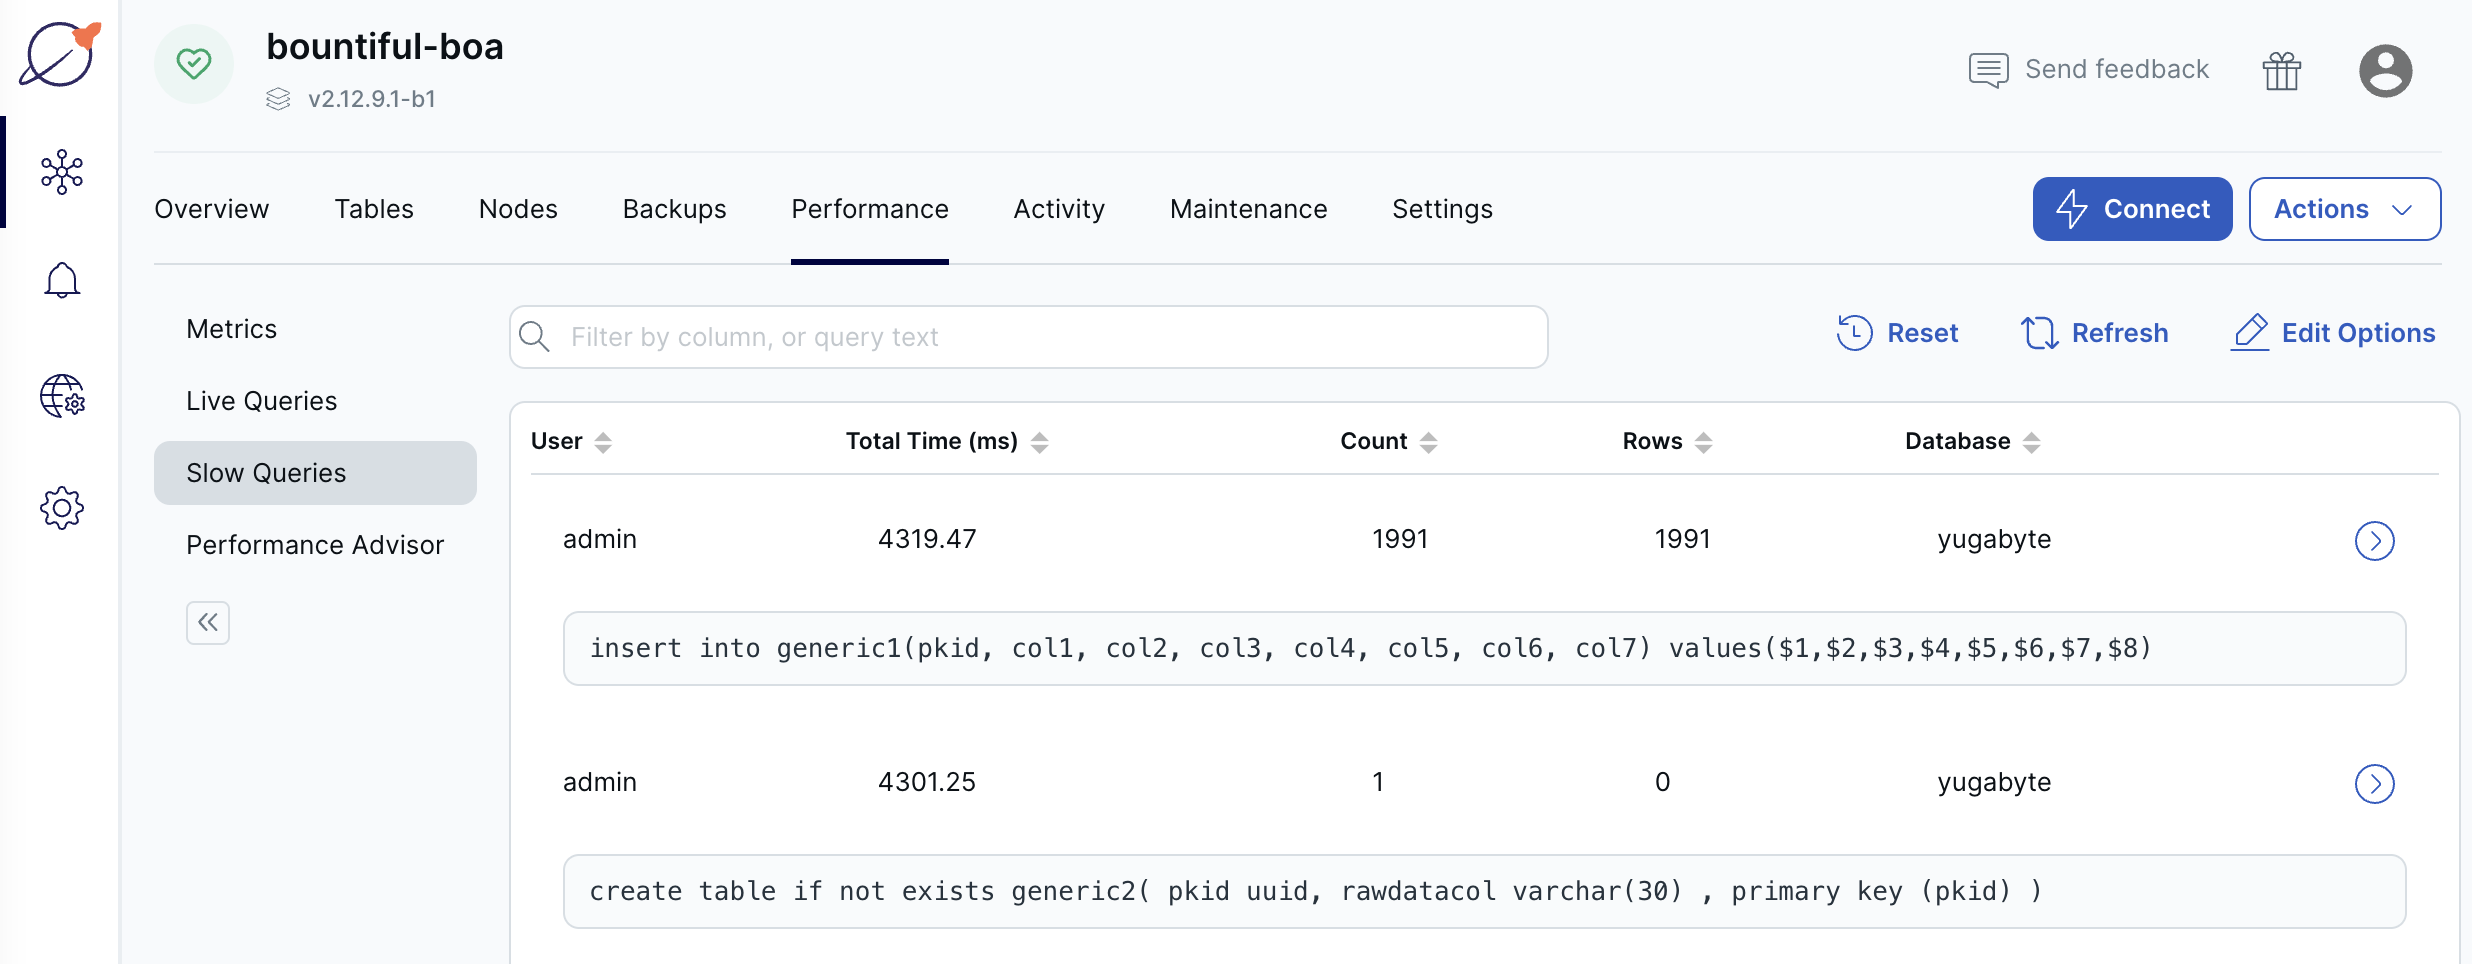 bountiful-boa
v2.12.9.1-b1
Send feedback
Overview Tables Nodes Backups Performance Activity Maintenance Settings Connect Actions
Metrics
Live Queries
Slow Queries
Performance Advisor
Filter by column, or query text
Reset Refresh Edit Options
User Total Time (ms) Count Rows Database
admin 4319.47 1991 1991 yugabyte
insert into generic1(pkid, col1, col2, col3, col4, col5, col6, col7) values($1,$2,$3,$4,$5,$6,$7,$8)
admin 4301.25 1 0 yugabyte
create table if not exists generic2( pkid uuid, rawdatacol varchar(30) , primary key (pkid) )